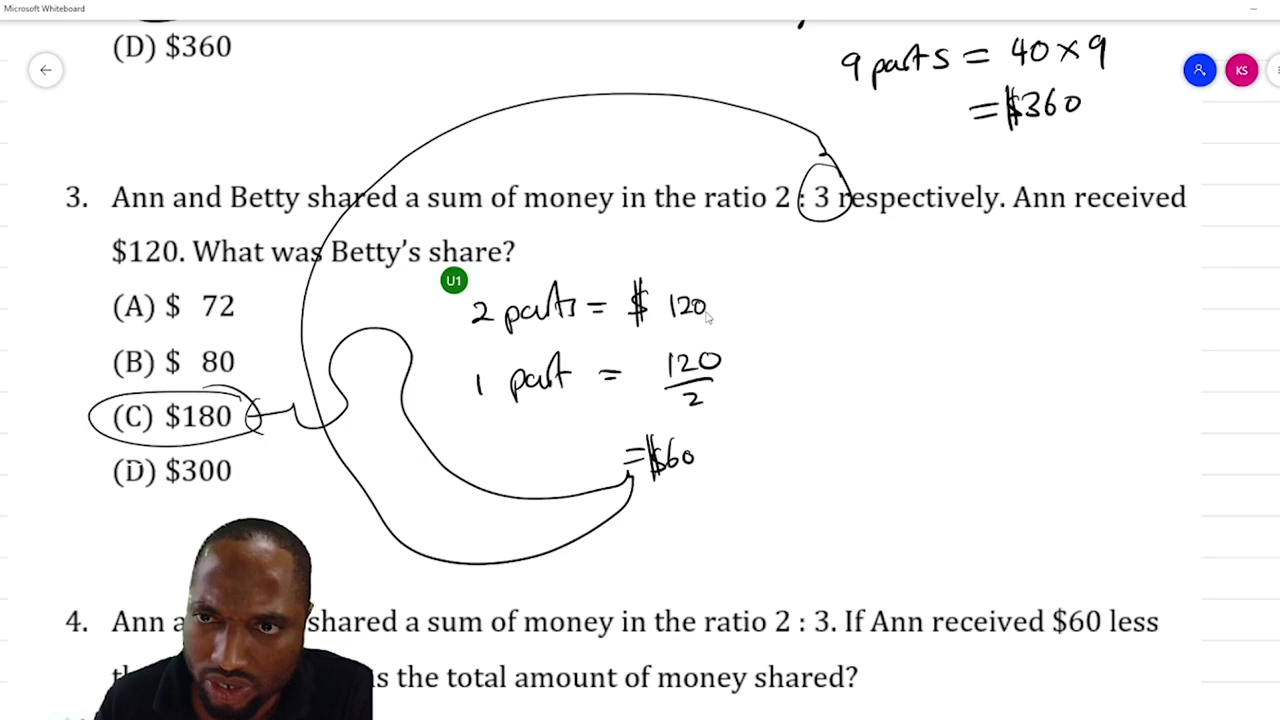 Microsoft Whiteboard
(D) $360
9 parts = 40 × 9
= $360
KS
3. Ann and Betty shared a sum of money in the ratio 2 : 3 respectively. Ann received
$120. What was Betty's share?
U1
(A) $ 72
2 parts = $ 120
(B) $ 80
1 part = 120/2
(C) $180
= $60
(D) $300
4. Ann a shared a sum of money in the ratio 2 : 3. If Ann received $60 less
s the total amount of money shared?